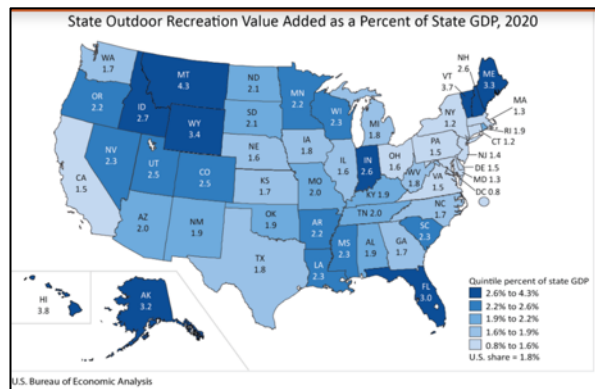 State Outdoor Recreation Value Added as a Percent of State GDP, 2020
WA
1.7
OR
2.2
CA
1.5
NV
2.3
ID
2.7
MT
4.3
WY
3.4
UT
2.5
CO
2.5
AZ
2.0
NM
1.9
ND
2.1
SD
2.1
NE
1.6
KS
1.7
OK
1.9
TX
1.8
MN
2.2
IA
1.8
MO
2.0
AR
2.2
LA
2.3
WI
2.3
IL
1.6
MI
1.8
IN
2.6
OH
1.6
KY 1.9
TN 2.0
MS
2.3
AL
1.9
GA
1.7
FL
3.0
SC
2.3
NC
1.7
WV
1.8
VA
1.5
PA
1.5
NY
1.2
VT
3.7
NH
2.6
ME
3.3
MA
1.3
RI 1.9
CT 1.2
NJ 1.4
DE 1.5
MD 1.3
DC 0.8
HI
3.8
AK
3.2
Quintile percent of state GDP
2.6% to 4.3%
2.2% to 2.6%
1.9% to 2.2%
1.6% to 1.9%
0.8% to 1.6%
U.S. share = 1.8%
U.S. Bureau of Economic Analysis